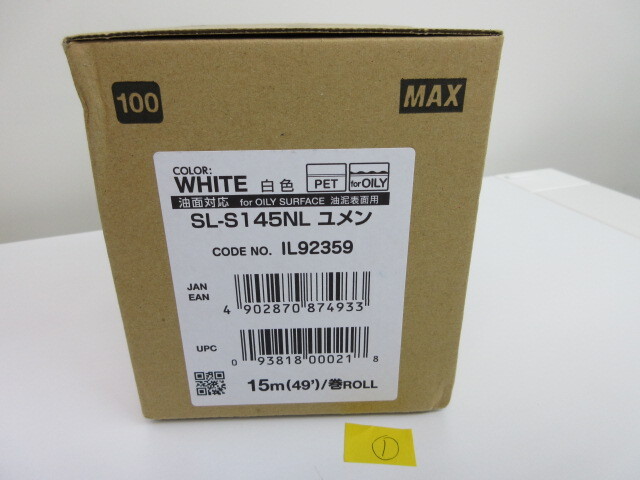 100
MAX
COLOR:
WHITE 白色
PET
for OILY
油面対応 for OILY SURFACE 油泥表面用
SL-S145NL ユメン
CODE NO. IL92359
JAN
EAN
4 902870 874933
UPC
0 93818 00021 8
15m(49')/巻ROLL
①